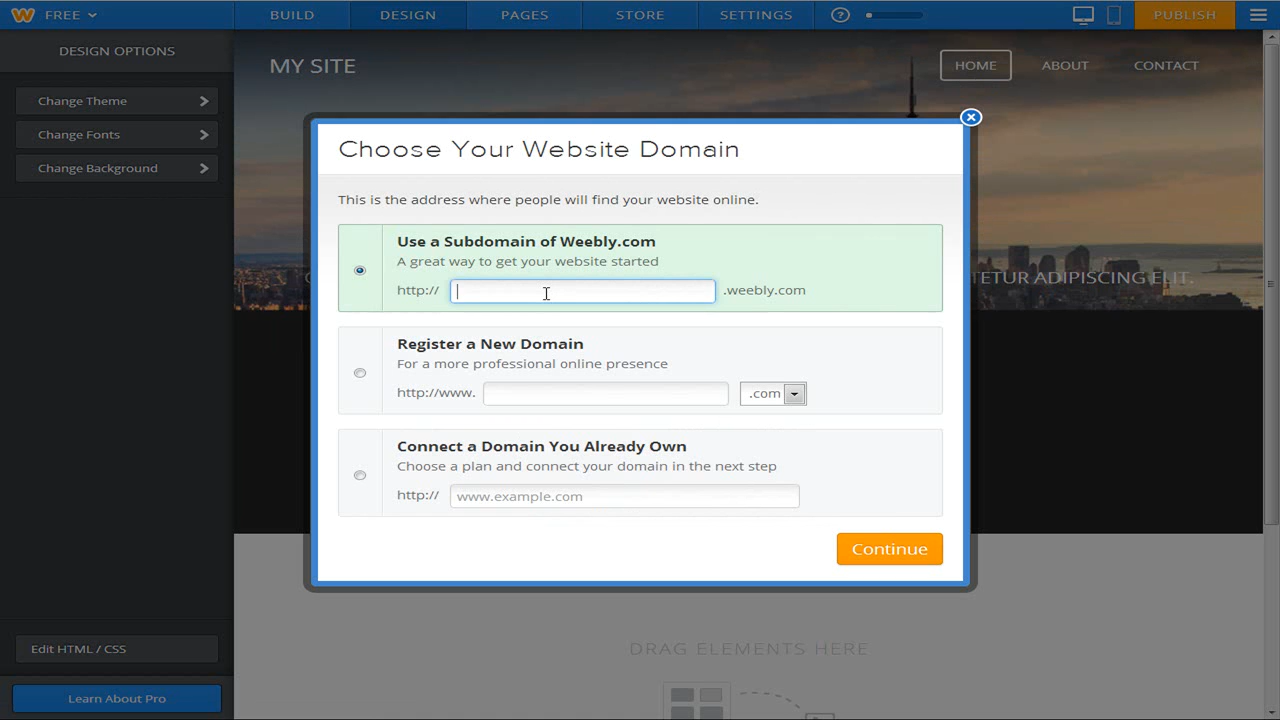 FREE
BUILD
DESIGN
PAGES
STORE
SETTINGS
?
PUBLISH
DESIGN OPTIONS
Change Theme
Change Fonts
Change Background
MY SITE
HOME
ABOUT
CONTACT
Choose Your Website Domain
This is the address where people will find your website online.
Use a Subdomain of Weebly.com
A great way to get your website started
http:// .weebly.com
TETUR ADIPISCING ELIT.
Register a New Domain
For a more professional online presence
http://www. .com
Connect a Domain You Already Own
Choose a plan and connect your domain in the next step
http:// www.example.com
Continue
DRAG ELEMENTS HERE
Edit HTML / CSS
Learn About Pro